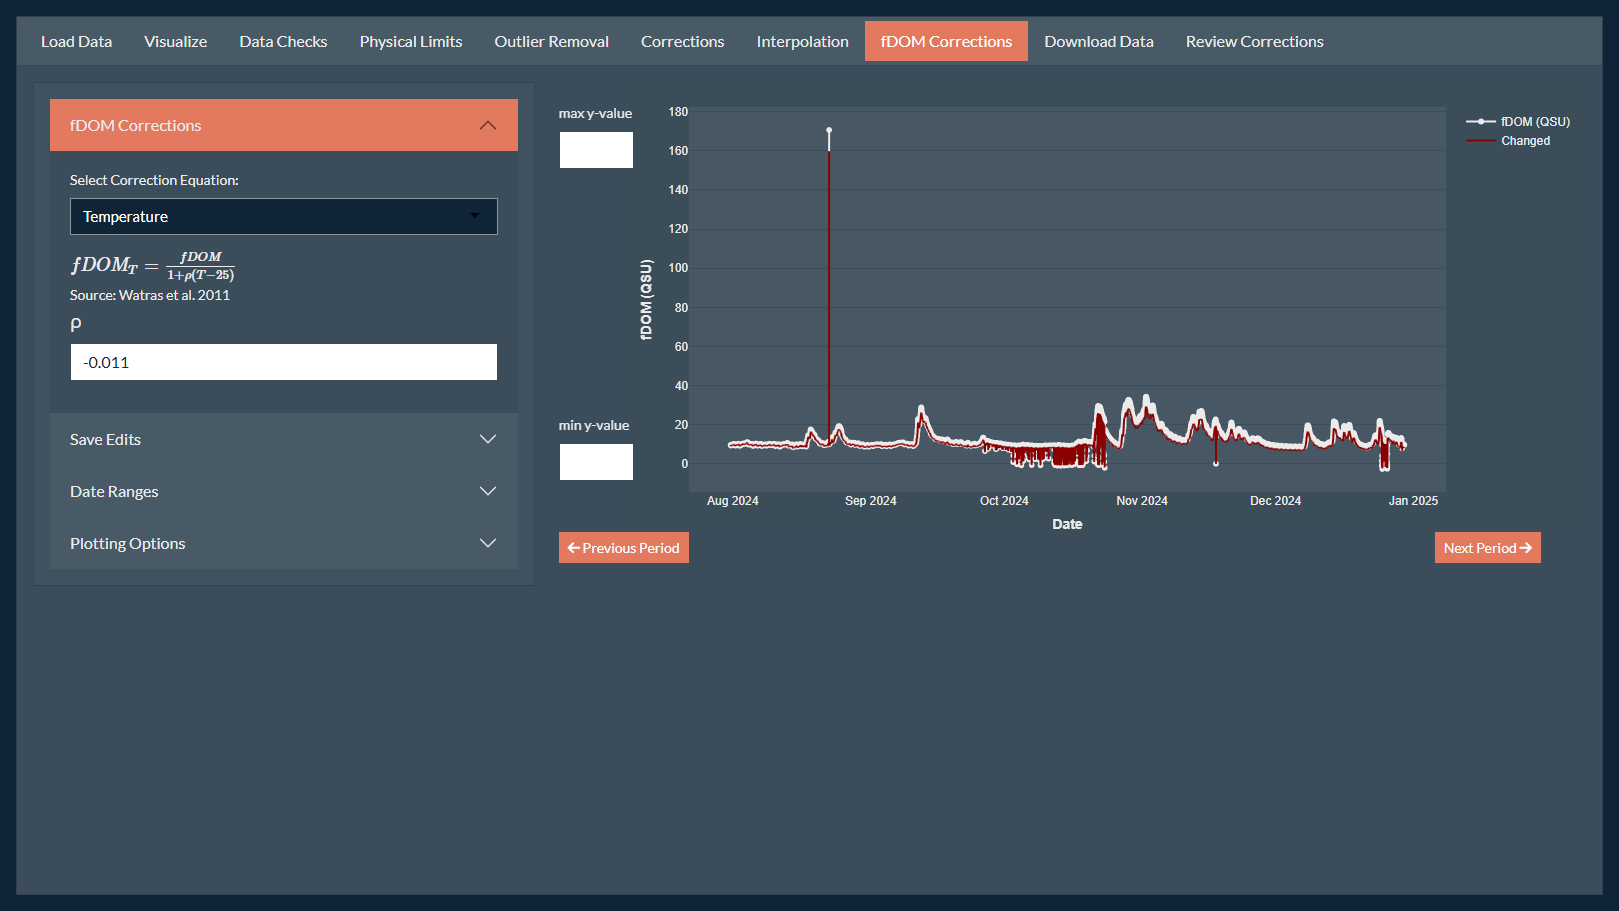 Load Data Visualize Data Checks Physical Limits Outlier Removal Corrections Interpolation fDOM Corrections Download Data Review Corrections
fDOM Corrections
Select Correction Equation:
Temperature
fDOM_T = fDOM / 1+ρ(T−25)
Source: Watras et al. 2011
ρ
-0.011
Save Edits
Date Ranges
Plotting Options
max y-value
min y-value
180
160
140
120
100
80
60
40
20
0
fDOM (QSU)
Aug 2024 Sep 2024 Oct 2024 Nov 2024 Dec 2024 Jan 2025
Date
fDOM (QSU)
Changed
Previous Period
Next Period